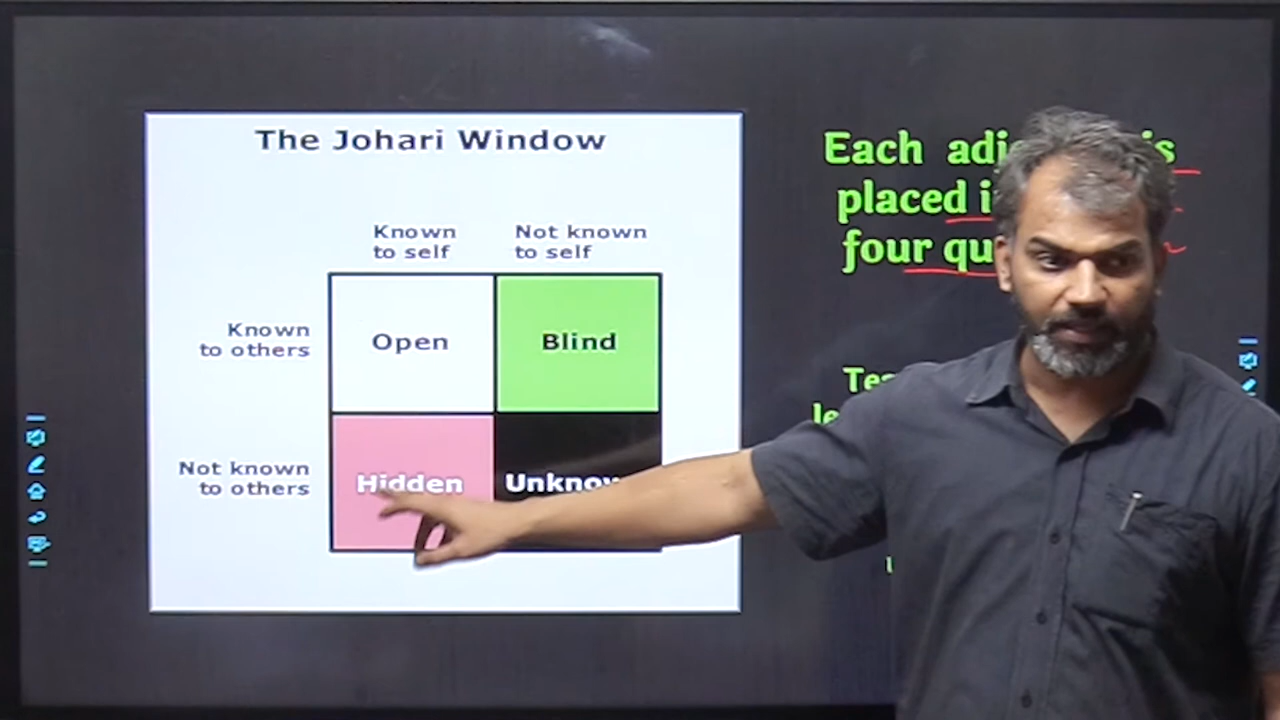 The Johari Window
Known
to self
Not known
to self
Known
to others
Open
Blind
Not known
to others
Hidden
Each is
placed
four